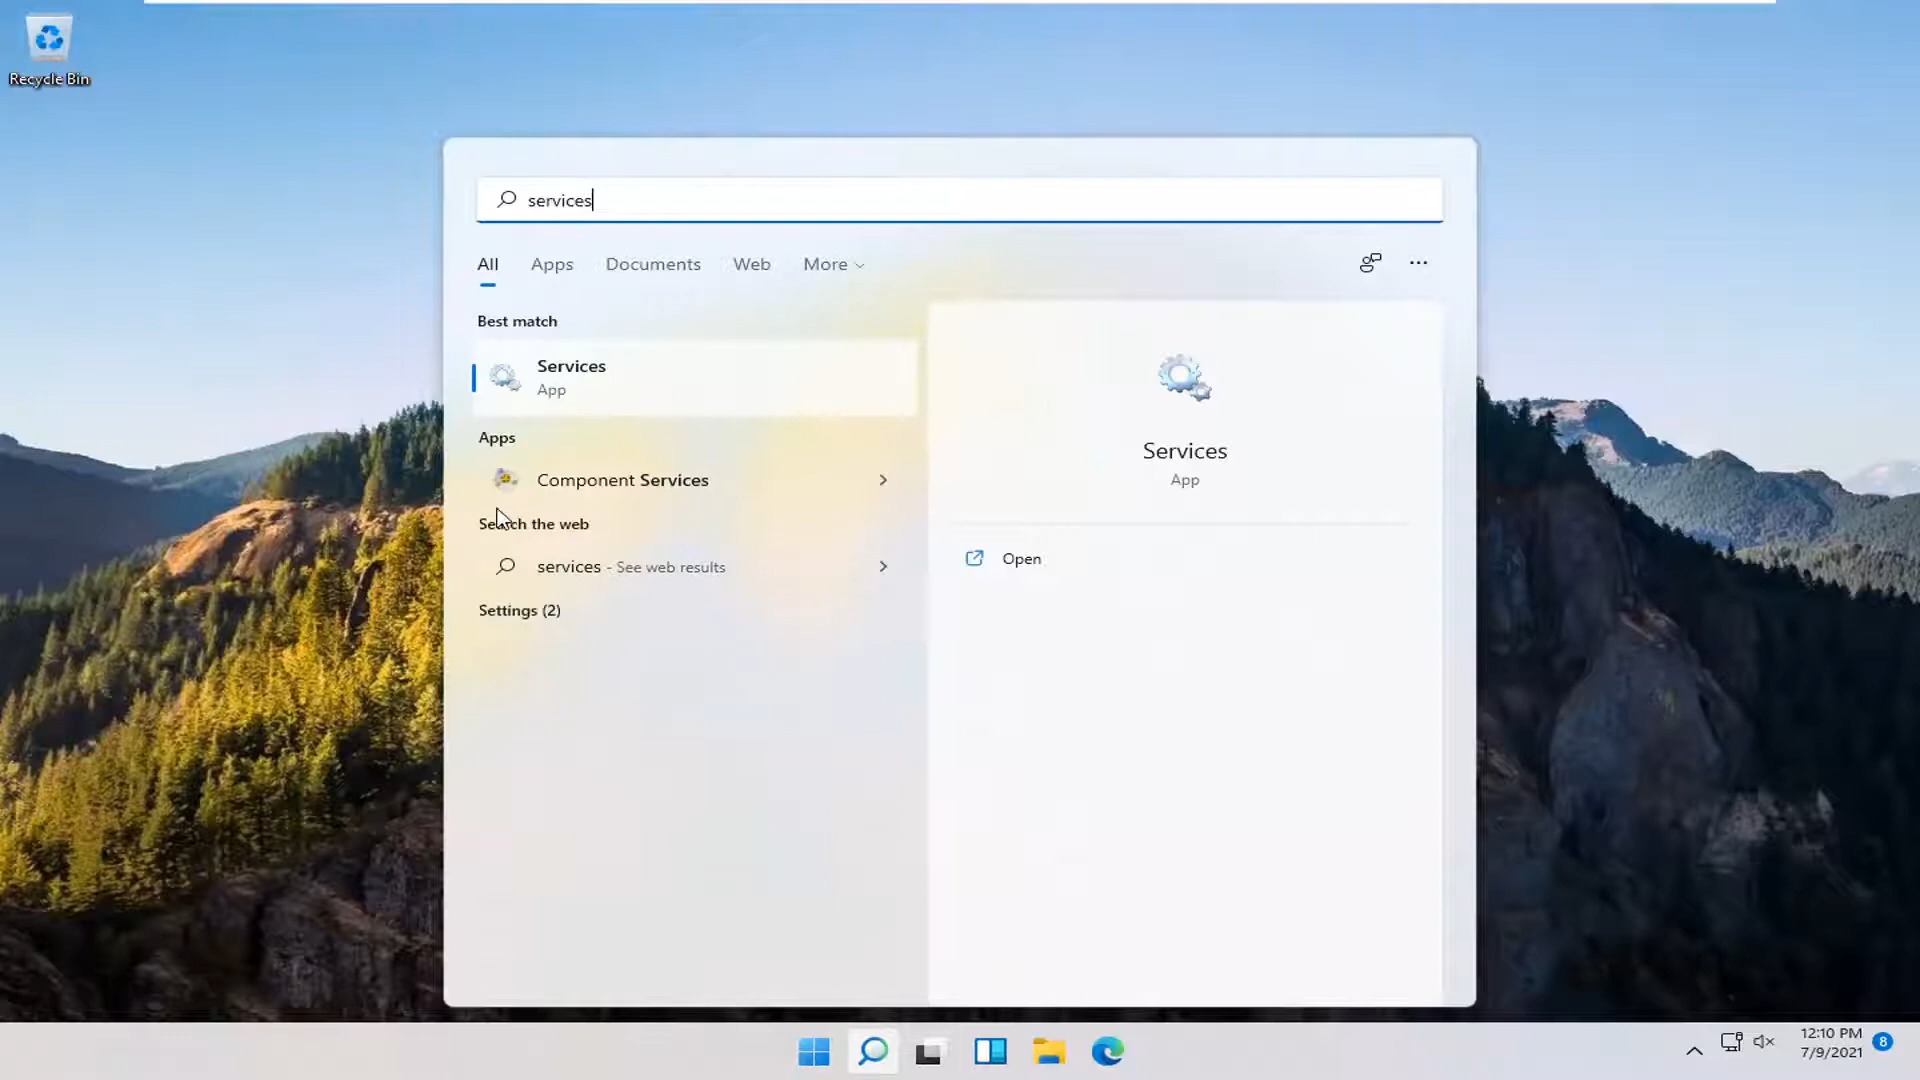 Recycle Bin
services
All Apps Documents Web More
Best match
Services
App
Apps
Component Services
Search the web
services - See web results
Settings (2)
Services
App
Open
12:10 PM
7/9/2021
8